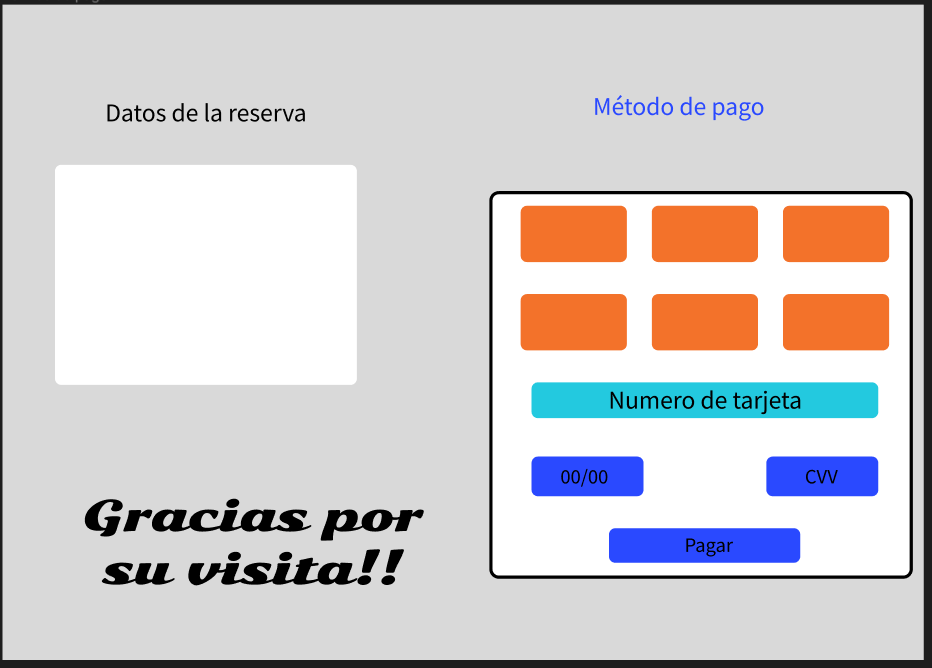 Datos de la reserva
Método de pago
Numero de tarjeta
00/00
CVV
Pagar
Gracias por
su visita!!